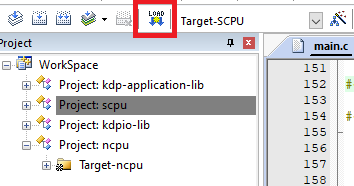 LOAD
Target-SCPU
Project
WorkSpace
Project: kdp-application-lib
Project: scpu
Project: kdpio-lib
Project: ncpu
Target-ncpu
main.c
151
152
#
153
154
#
155
156
157
158